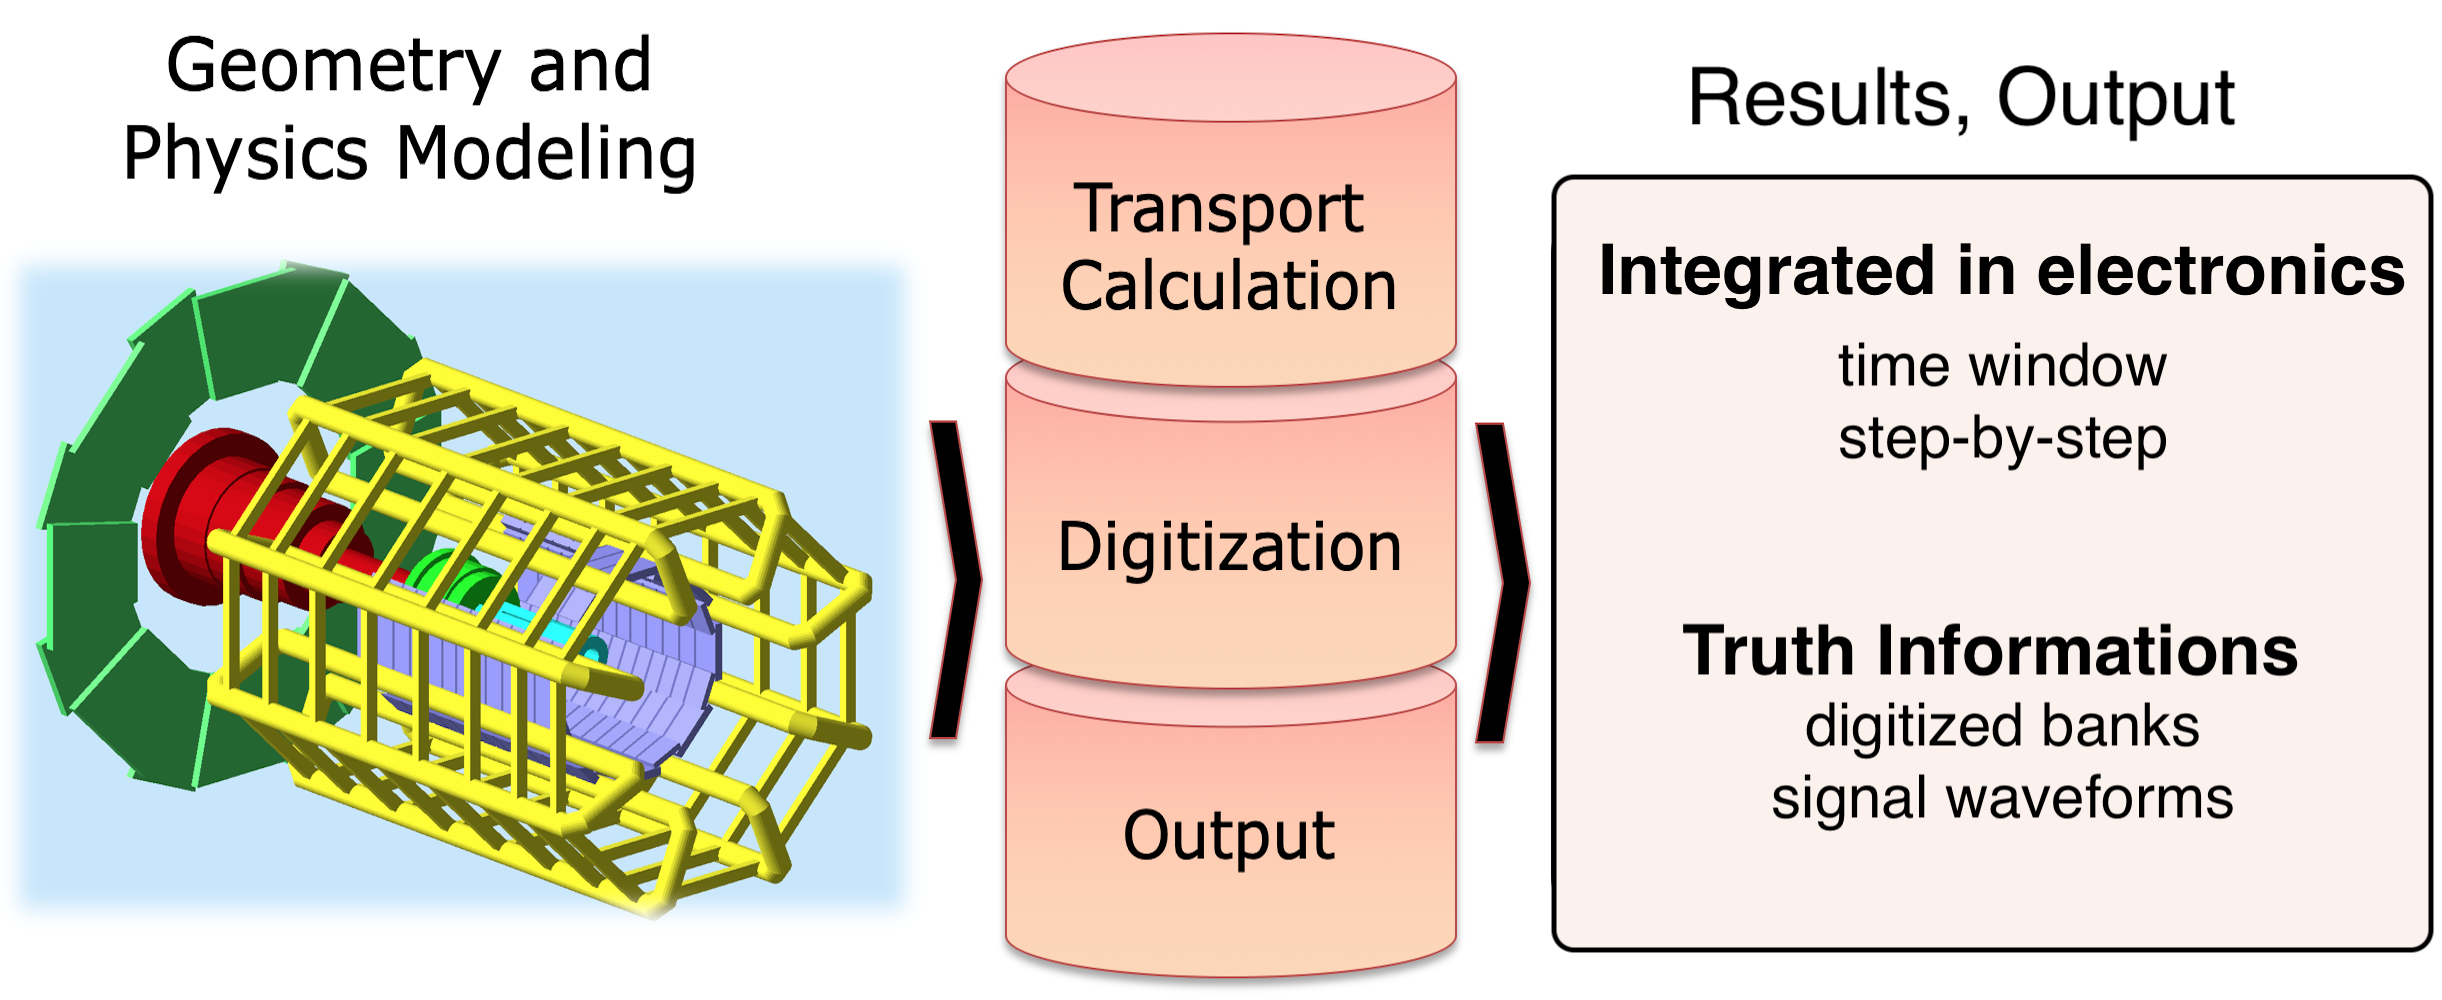 Geometry and
Physics Modeling
Transport
Calculation
Digitization
Output
Results, Output
Integrated in electronics
time window
step-by-step
Truth Informations
digitized banks
signal waveforms